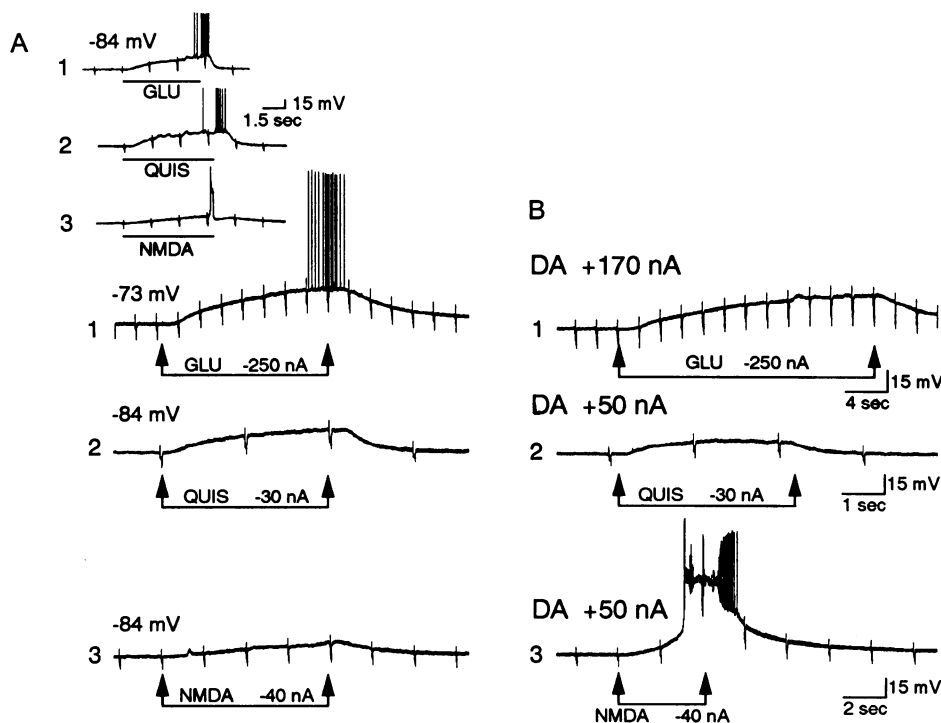 A
-84 mV
1
GLU
15 mV
1.5 sec
2
QUIS
3
NMDA
-73 mV
1
GLU -250 nA
-84 mV
2
QUIS -30 nA
-84 mV
3
NMDA -40 nA
B
DA +170 nA
1
GLU -250 nA
15 mV
4 sec
DA +50 nA
2
QUIS -30 nA
15 mV
1 sec
DA +50 nA
3
NMDA -40 nA
15 mV
2 sec